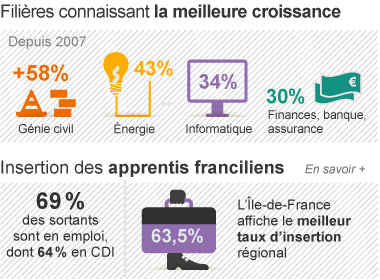 Filières connaissant la meilleure croissance
Depuis 2007
+58%
Génie civil
43%
Énergie
34%
Informatique
€
30%
Finances, banque,
assurance
Insertion des apprentis franciliens
En savoir +
69 %
des sortants
sont en emploi,
dont 64 % en CDI
63,5%
L'Île-de-France
affiche le meilleur
taux d'insertion
régional